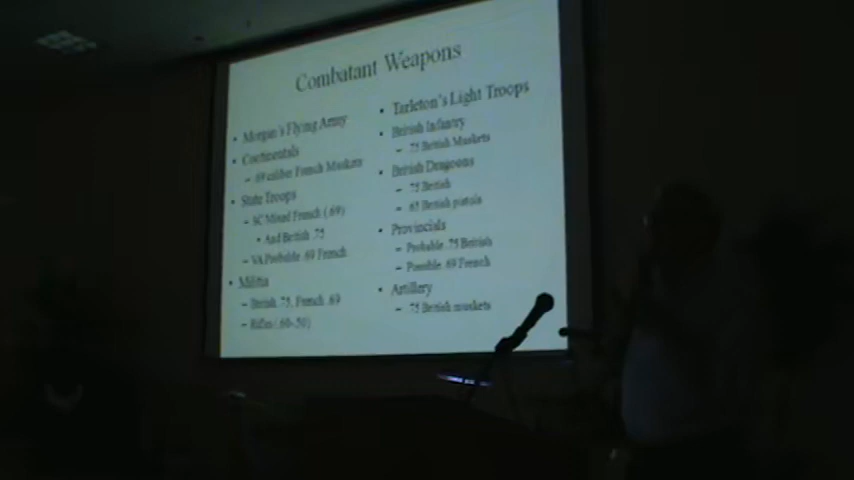 Combatant Weapons
• Morgan's Flying Army
• Continentals
– .69 caliber French Muskets
• State Troops
– SC Mixed French (.69)
• And British .75
– VA Probable .69 French
• Militia
– British .75, French .69
– Rifles (.60-.50)
• Tarleton's Light Troops
• British Infantry
– .75 British Muskets
• British Dragoons
– .75 British
– .65 British pistols
• Provincials
– Probable .75 British
– Possible .69 French
• Artillery
– .75 British muskets